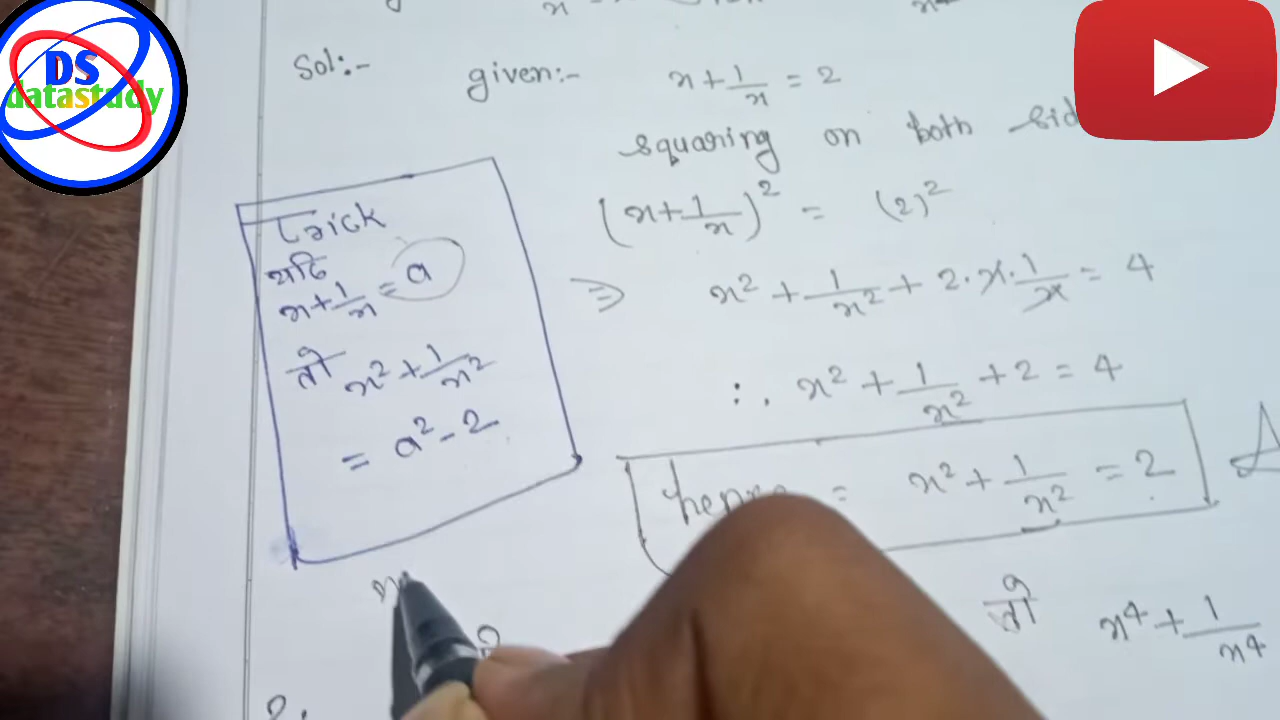 DS
datastudy
Sol:- given:- x + 1/x = 2
squaring on both
(x + 1/x)² = (2)²
⇒ x² + 1/x² + 2·x·1/x = 4
∴ x² + 1/x² + 2 = 4
hence = x² + 1/x² = 2
Trick
यदि
x + 1/x = a
तो x² + 1/x²
= a² - 2
तो x⁴ + 1/x⁴
2.